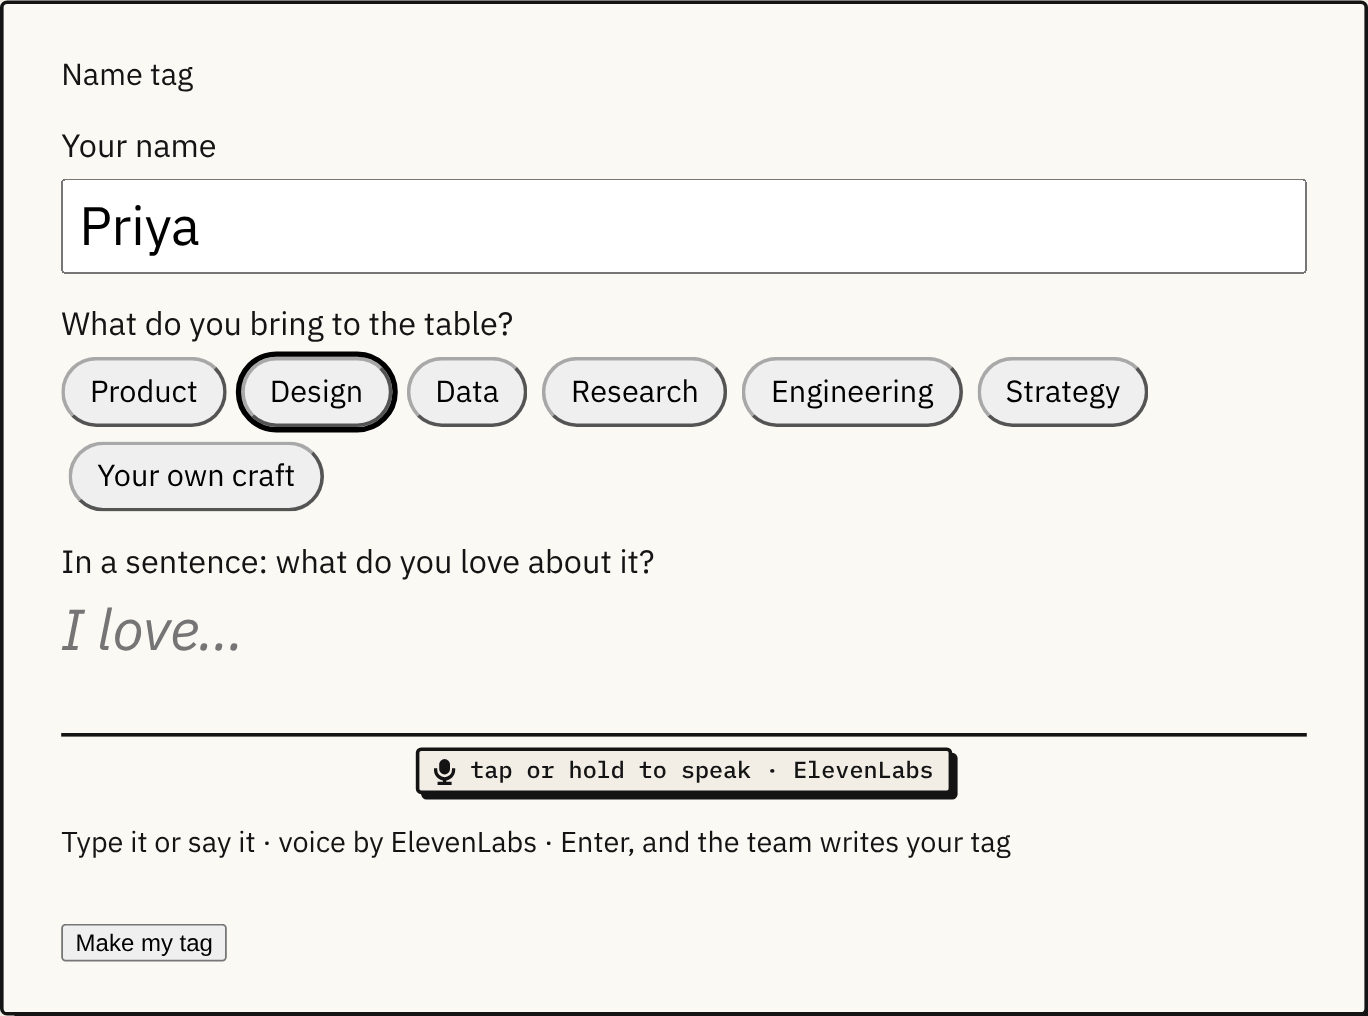 Name tag
Your name
Priya
What do you bring to the table?
Product Design Data Research Engineering Strategy
Your own craft
In a sentence: what do you love about it?
I love...
tap or hold to speak · ElevenLabs
Type it or say it · voice by ElevenLabs · Enter, and the team writes your tag
Make my tag